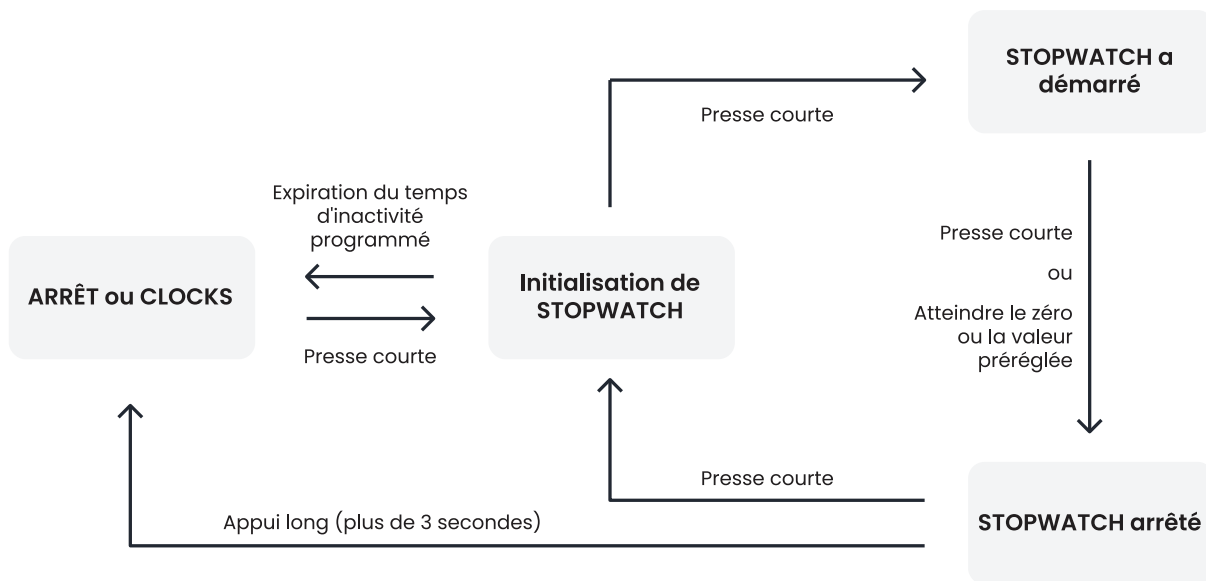 STOPWATCH a
démarré
Presse courte
Expiration du temps
d'inactivité
programmé
Presse courte
ou
Atteindre le zéro
ou la valeur
préréglée
ARRÊT ou CLOCKS
Initialisation de
STOPWATCH
Presse courte
Presse courte
Appui long (plus de 3 secondes)
STOPWATCH arrêté